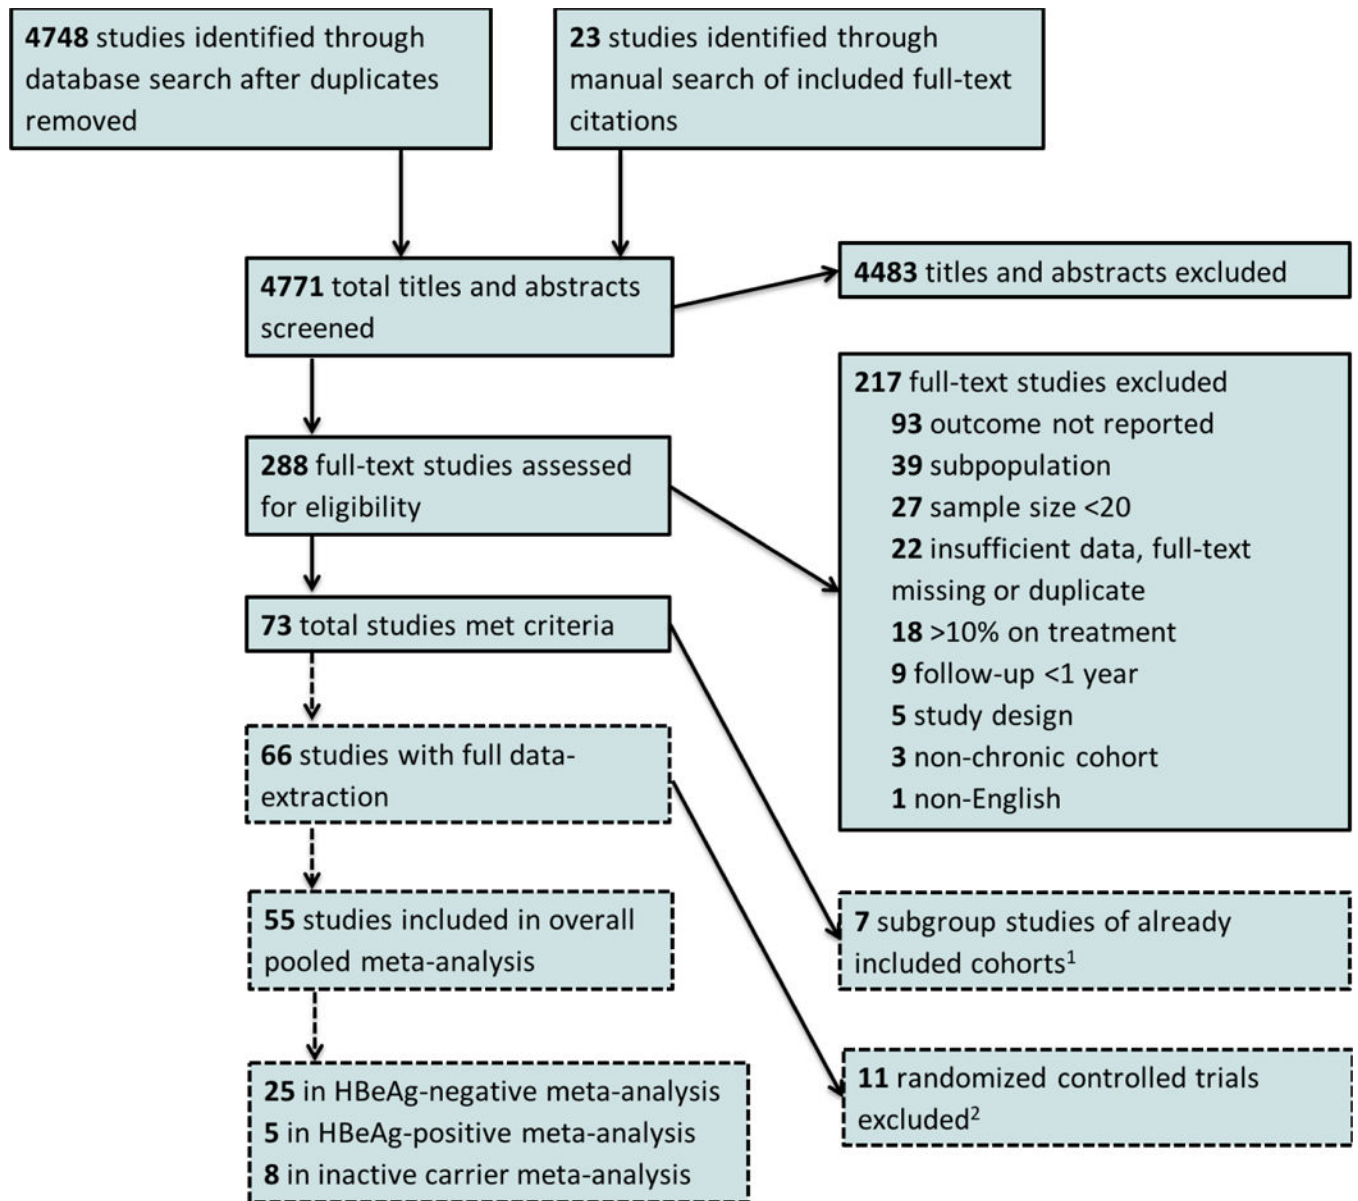 4748 studies identified through
database search after duplicates
removed
23 studies identified through
manual search of included full-text
citations
4771 total titles and abstracts
screened
4483 titles and abstracts excluded
288 full-text studies assessed
for eligibility
217 full-text studies excluded
93 outcome not reported
39 subpopulation
27 sample size <20
22 insufficient data, full-text
missing or duplicate
18 >10% on treatment
9 follow-up <1 year
5 study design
3 non-chronic cohort
1 non-English
73 total studies met criteria
66 studies with full data-
extraction
7 subgroup studies of already
included cohorts¹
55 studies included in overall
pooled meta-analysis
11 randomized controlled trials
excluded²
25 in HBeAg-negative meta-analysis
5 in HBeAg-positive meta-analysis
8 in inactive carrier meta-analysis